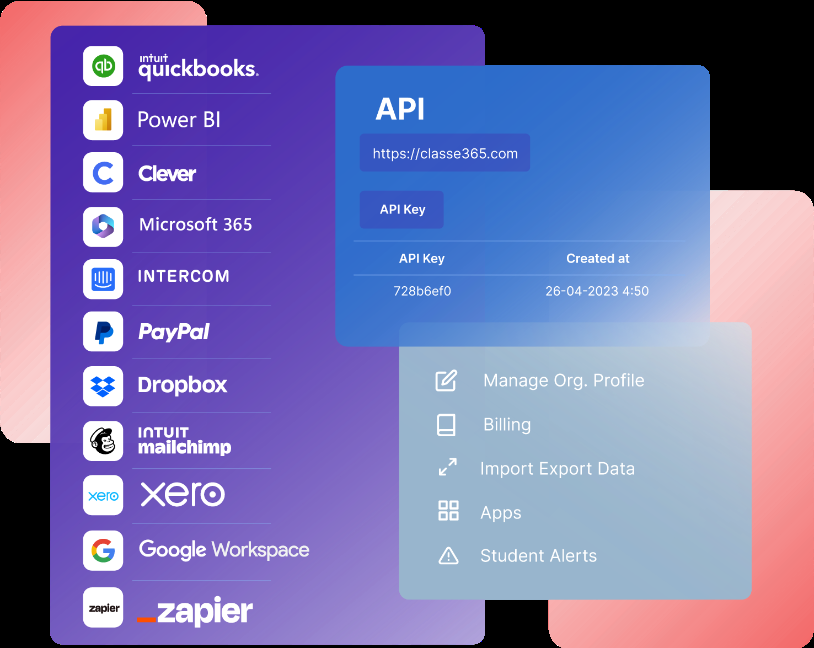 qb
intuit
quickbooks.
Power BI
C
Clever
Microsoft 365
INTERCOM
PayPal
Dropbox
INTUIT
mailchimp
xero
xero
G
Google Workspace
zapier
_zapier
API
https://classe365.com
API Key
API Key Created at
728b6ef0 26-04-2023 4:50
Manage Org. Profile
Billing
Import Export Data
Apps
Student Alerts